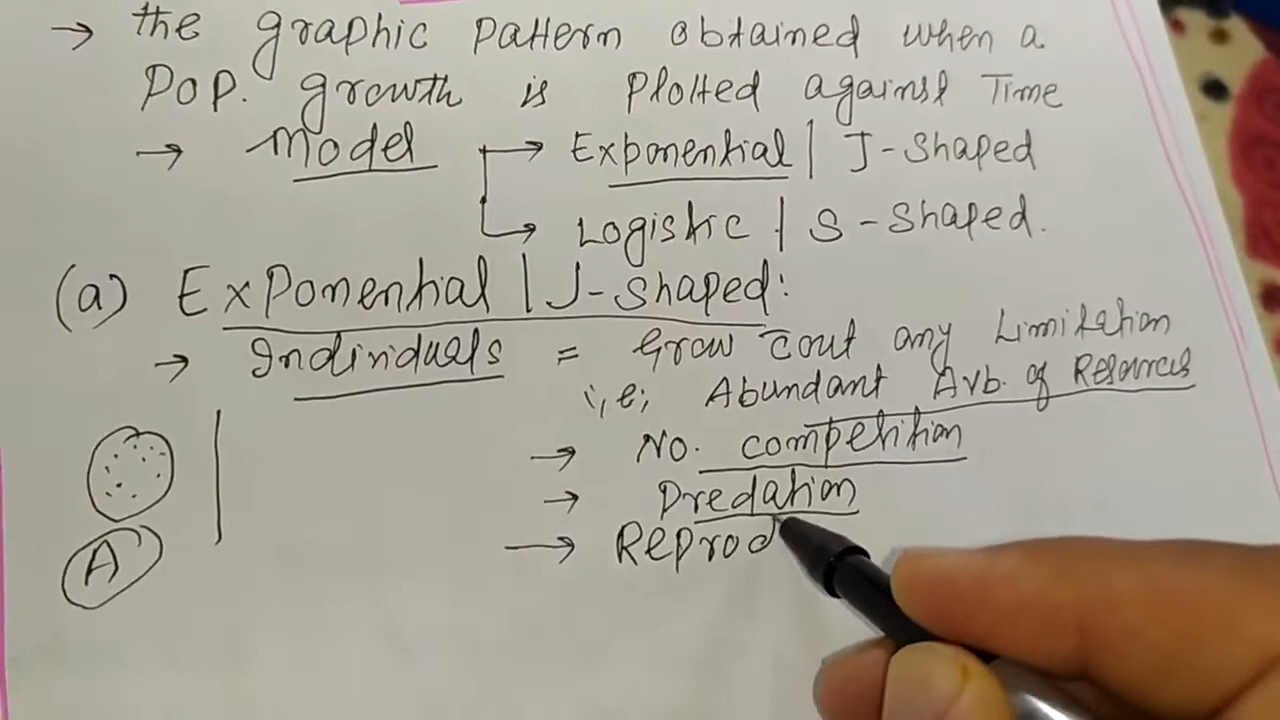 → the graphic pattern obtained when a
Pop. growth is Plotted against Time
→ Model → Exponential | J-Shaped
→ Logistic | S-Shaped.
(a) Exponential | J-Shaped:
→ Individuals = Grow cout any Limitation
i,e; Abundant Avb. of Resources
→ No. competition
→ Predation
→ Reprod
A